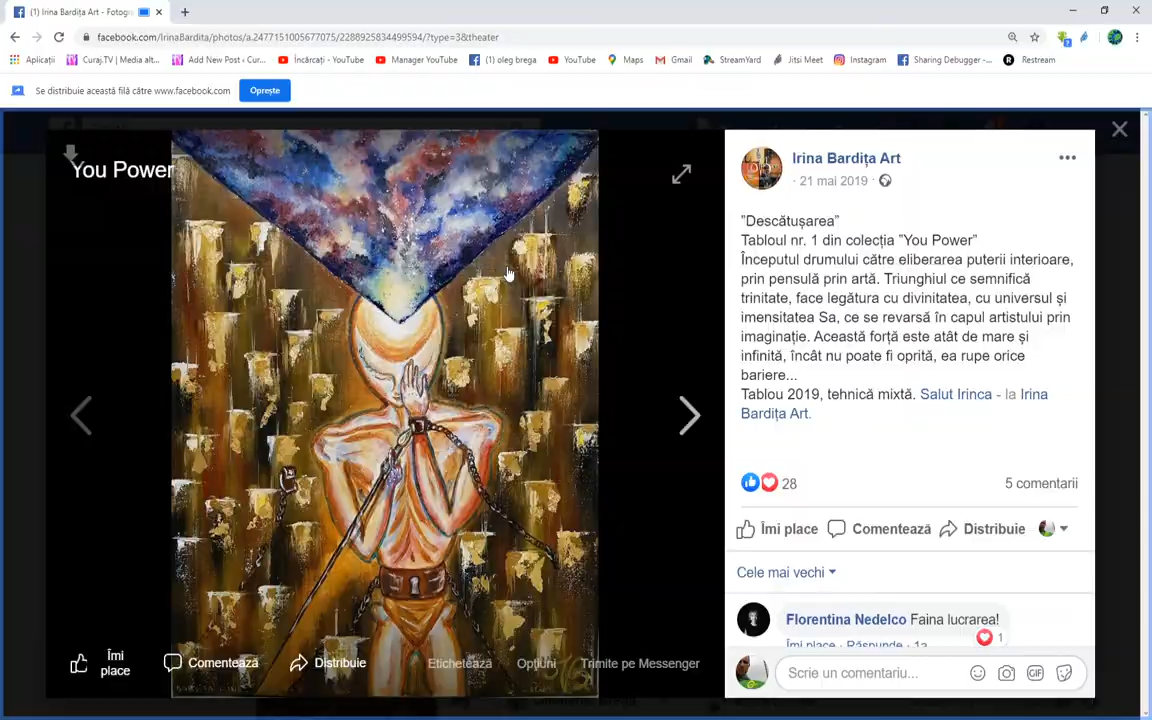 (1) Irina Bardița Art - Fotogr
facebook.com/IrinaBardita/photos/a.2477151005677075/2288925834499594/?type=3&theater
Aplicații Curaj.TV | Media alt... Add New Post ‹ Cur... Încărcați - YouTube Manager YouTube (1) oleg brega YouTube Maps Gmail StreamYard Jitsi Meet Instagram Sharing Debugger -... Restream
Se distribuie această filă către www.facebook.com Oprește
You Power
Irina Bardița Art
· 21 mai 2019 ·
"Descătușarea"
Tabloul nr. 1 din colecția "You Power"
Începutul drumului către eliberarea puterii interioare,
prin pensulă prin artă. Triunghiul ce semnifică
trinitate, face legătura cu divinitatea, cu universul și
imensitatea Sa, ce se revarsă în capul artistului prin
imaginație. Această forță este atât de mare și
infinită, încât nu poate fi oprită, ea rupe orice
bariere...
Tablou 2019, tehnică mixtă. Salut Irinca - la Irina
Bardița Art.
28 5 comentarii
Îmi place Comentează Distribuie
Cele mai vechi
Florentina Nedelco Faina lucrarea!
1
Îmi place · Răspunde · 1a
Scrie un comentariu...
GIF
Îmi place Comentează Distribuie Etichetează Opțiuni Trimite pe Messenger